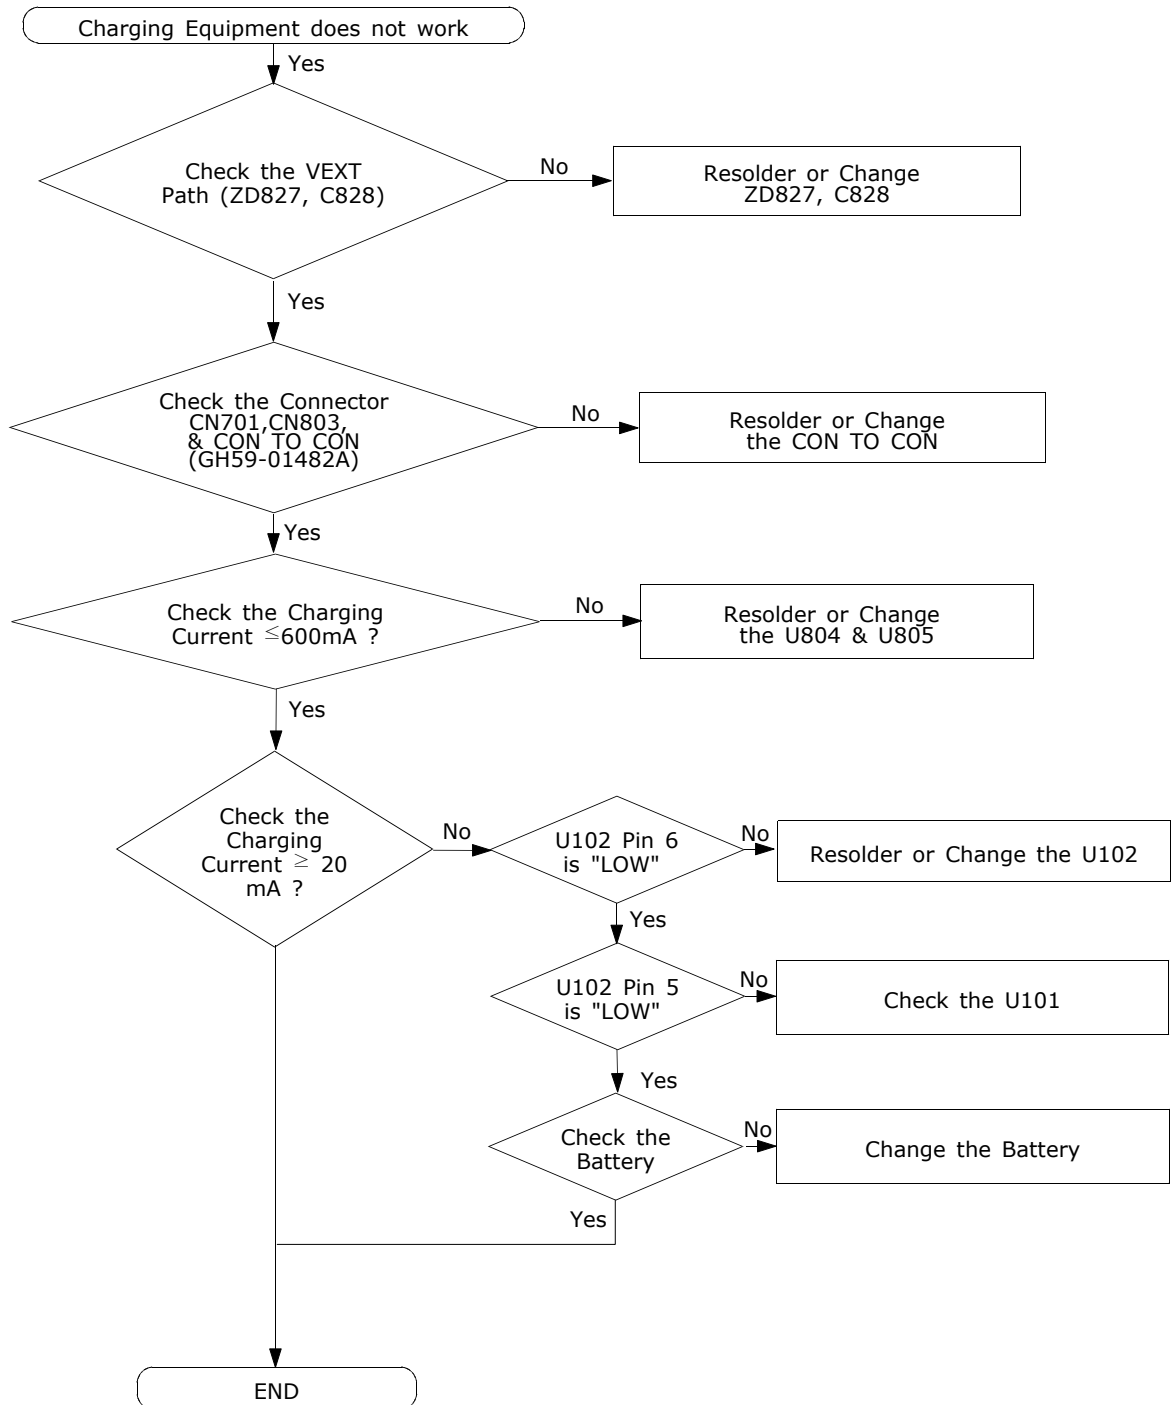 Charging Equipment does not work
Yes
Check the VEXT
Path (ZD827, C828)
No
Resolder or Change
ZD827, C828
Yes
Check the Connector
CN701,CN803,
& CON TO CON
(GH59-01482A)
No
Resolder or Change
the CON TO CON
Yes
Check the Charging
Current ≤600mA ?
No
Resolder or Change
the U804 & U805
Yes
Check the
Charging
Current ≥ 20
mA ?
No
U102 Pin 6
is "LOW"
No
Resolder or Change the U102
Yes
U102 Pin 5
is "LOW"
No
Check the U101
Yes
Check the
Battery
No
Change the Battery
Yes
END